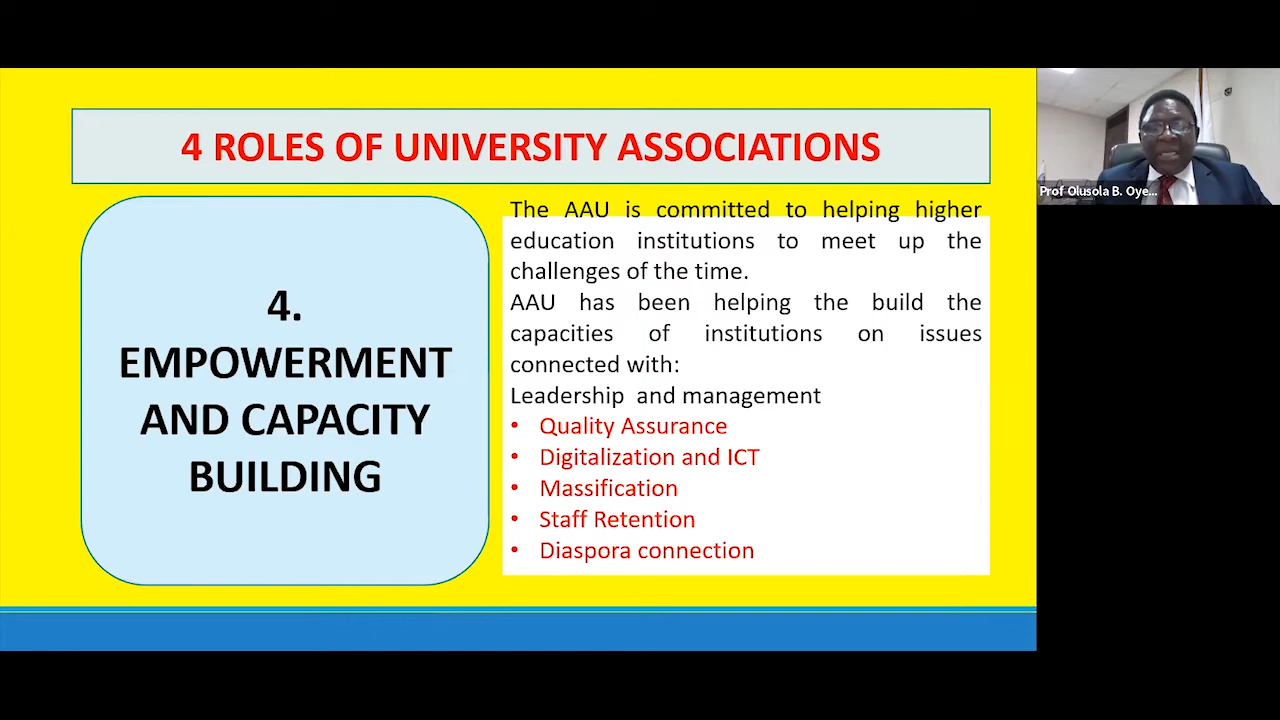 4 ROLES OF UNIVERSITY ASSOCIATIONS
4.
EMPOWERMENT
AND CAPACITY
BUILDING
The AAU is committed to helping higher
education institutions to meet up the
challenges of the time.
AAU has been helping the build the
capacities of institutions on issues
connected with:
Leadership and management
• Quality Assurance
• Digitalization and ICT
• Massification
• Staff Retention
• Diaspora connection
Prof Olusola B. Oye...